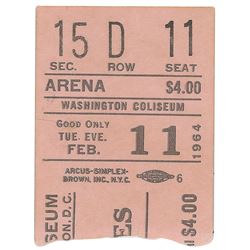 15 D 11
SEC. ROW SEAT
ARENA $4.00
WASHINGTON COLISEUM
GOOD ONLY
TUE. EVE.
FEB. 11 1964
ARCUS-SIMPLEX-
BROWN, INC., N.Y.C. 6
SEUM
ON, D.C.
ES
$4.00